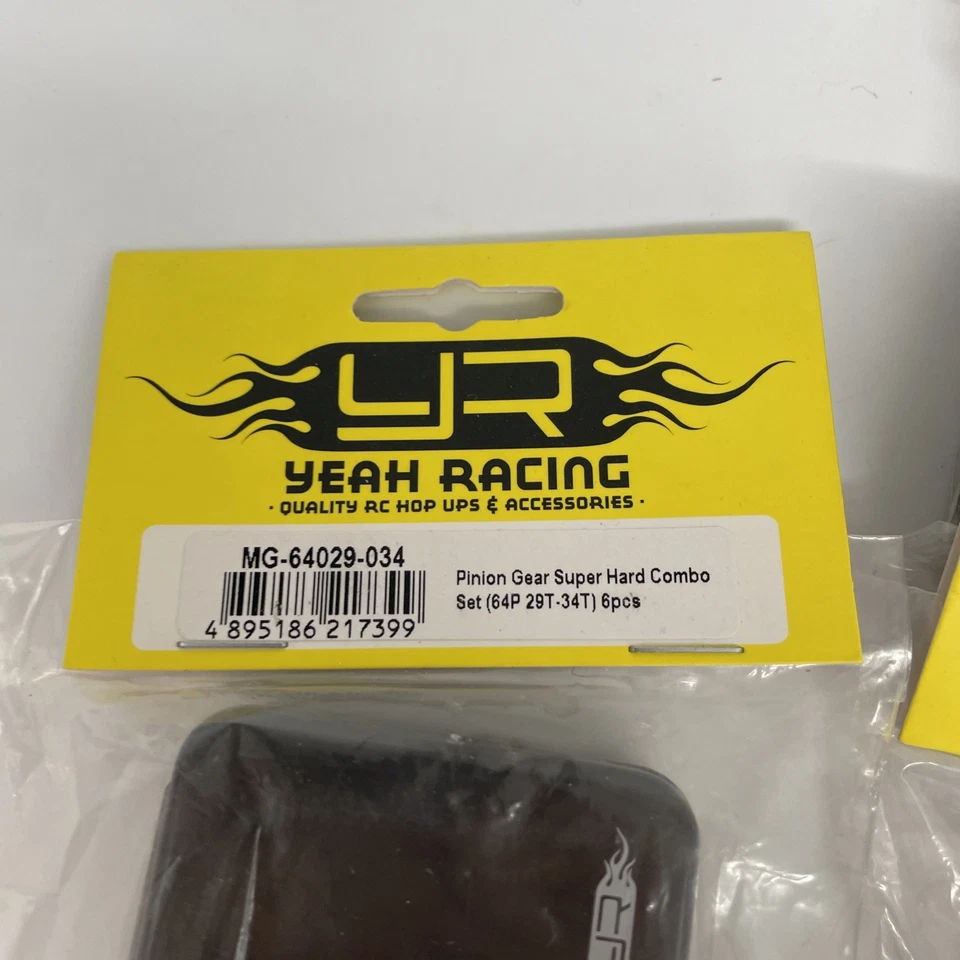 YR
YEAH RACING
· QUALITY RC HOP UPS & ACCESSORIES ·
MG-64029-034
4 895186 217399
Pinion Gear Super Hard Combo
Set (64P 29T-34T) 6pcs
YR